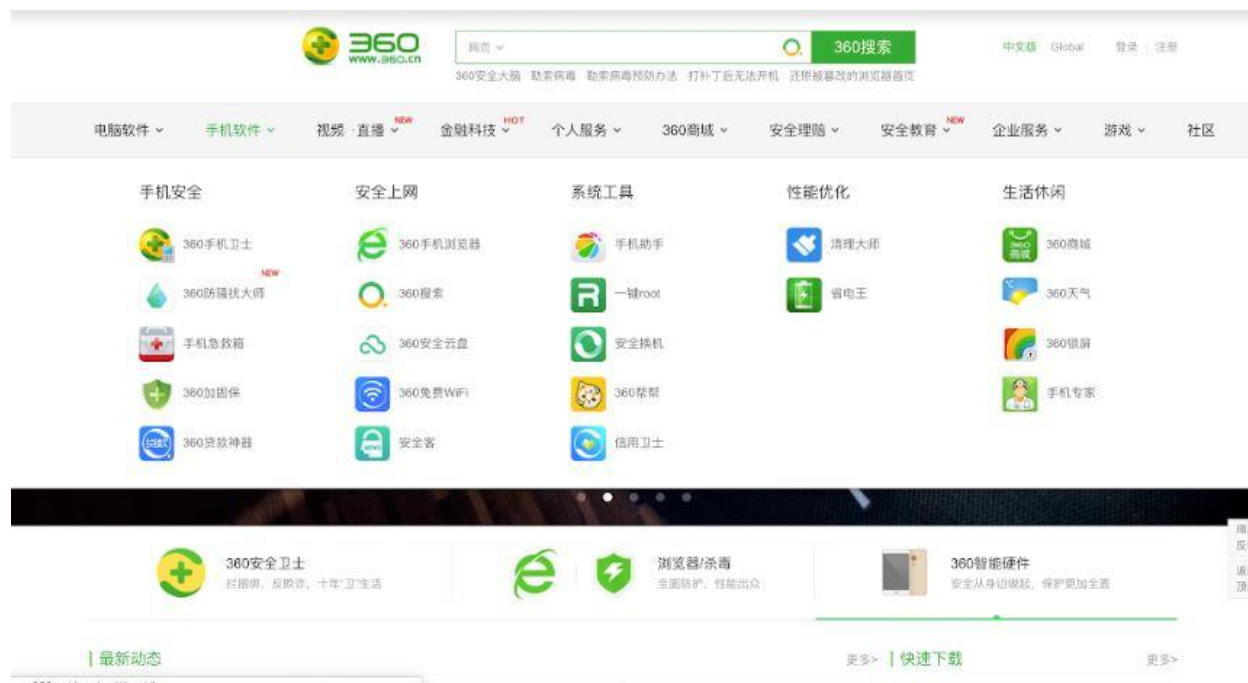 360
www.360.cn
网页
360搜索
中文版 Global 登录 注册
360安全大脑 勒索病毒 勒索病毒预防办法 打补丁后无法开机 还原被篡改的浏览器首页
电脑软件 手机软件 视频·直播 NEW 金融科技 HOT 个人服务 360商城 安全理赔 安全教育 NEW 企业服务 游戏 社区
手机安全 安全上网 系统工具 性能优化 生活休闲
360手机卫士 360手机浏览器 手机助手 清理大师 360商城
360防骚扰大师 NEW 360搜索 一键root 省电王 360天气
手机急救箱 360安全云盘 安全换机 360锁屏
360加固保 360免费WiFi 360帮帮 手机专家
360贷款神器 安全客 信用卫士
360安全卫士 浏览器/杀毒 360智能硬件
拦捆绑、反欺诈，十年“卫”生活 全面防护、性能出众 安全从身边做起，保护更加全面
最新动态 更多> 快速下载 更多>